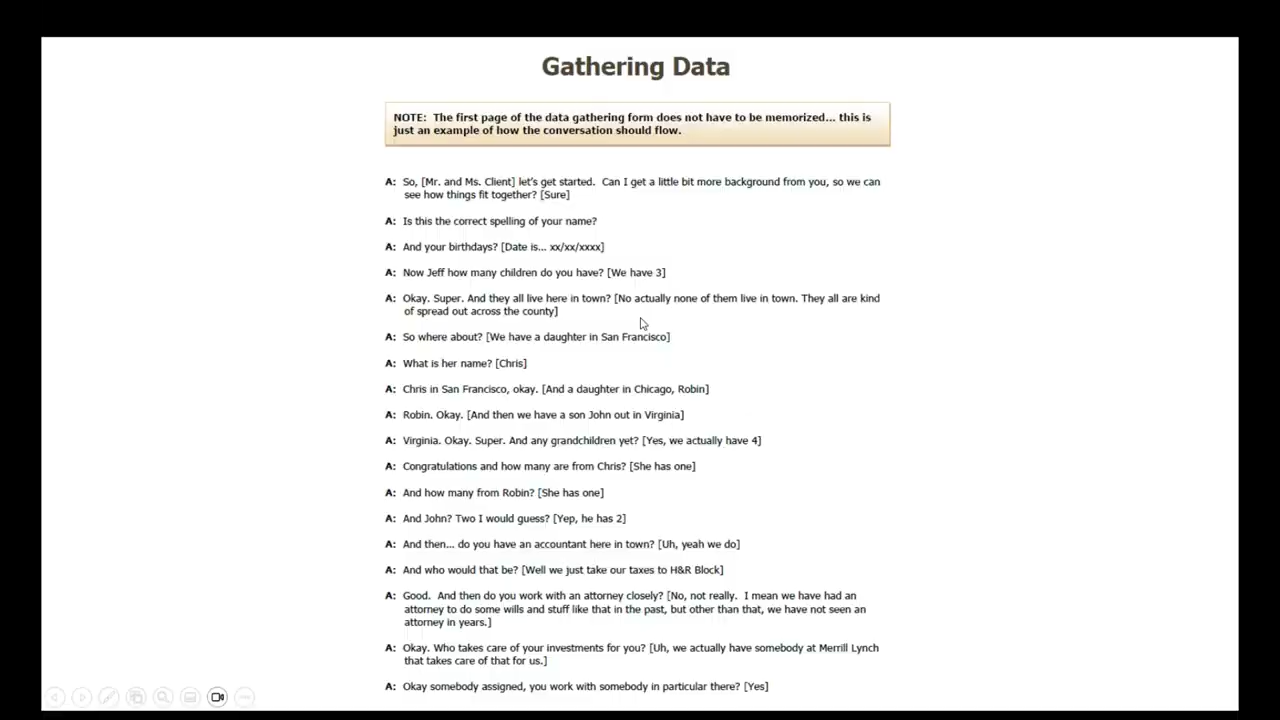 Gathering Data
NOTE:  The first page of the data gathering form does not have to be memorized... this is
just an example of how the conversation should flow.
A:  So, [Mr. and Ms. Client] let's get started.  Can I get a little bit more background from you, so we can
see how things fit together? [Sure]
A:  Is this the correct spelling of your name?
A:  And your birthdays? [Date is... xx/xx/xxxx]
A:  Now Jeff how many children do you have? [We have 3]
A:  Okay. Super. And they all live here in town? [No actually none of them live in town. They all are kind
of spread out across the county]
A:  So where about? [We have a daughter in San Francisco]
A:  What is her name? [Chris]
A:  Chris in San Francisco, okay. [And a daughter in Chicago, Robin]
A:  Robin. Okay. [And then we have a son John out in Virginia]
A:  Virginia. Okay. Super. And any grandchildren yet? [Yes, we actually have 4]
A:  Congratulations and how many are from Chris? [She has one]
A:  And how many from Robin? [She has one]
A:  And John? Two I would guess? [Yep, he has 2]
A:  And then... do you have an accountant here in town? [Uh, yeah we do]
A:  And who would that be? [Well we just take our taxes to H&R Block]
A:  Good.  And then do you work with an attorney closely? [No, not really.  I mean we have had an
attorney to do some wills and stuff like that in the past, but other than that, we have not seen an
attorney in years.]
A:  Okay. Who takes care of your investments for you? [Uh, we actually have somebody at Merrill Lynch
that takes care of that for us.]
A:  Okay somebody assigned, you work with somebody in particular there? [Yes]